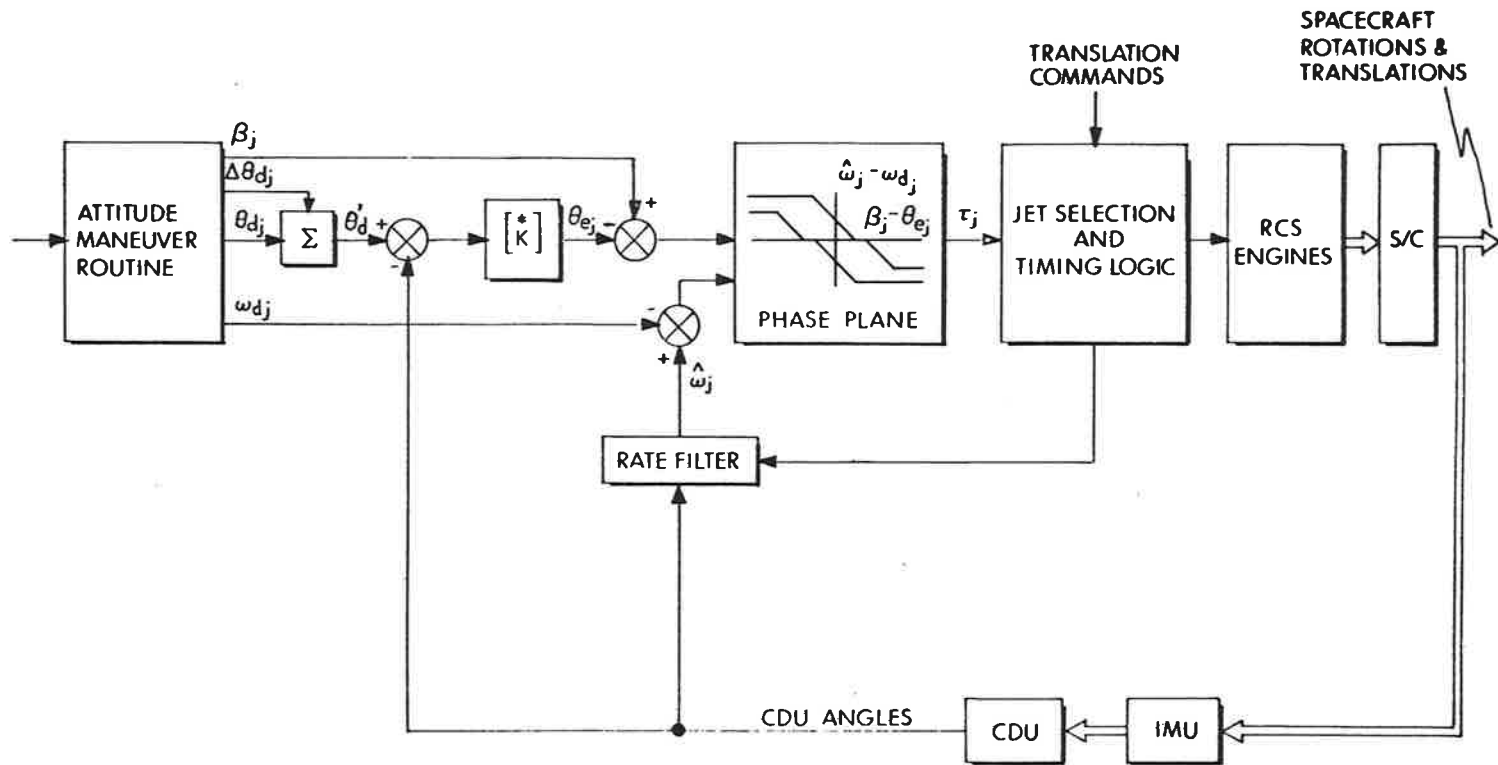 SPACECRAFT
ROTATIONS &
TRANSLATIONS
TRANSLATION
COMMANDS
ATTITUDE
MANEUVER
ROUTINE
βj
Δθdj
θdj
Σ
θ'd
+
-
[K*]
θej
-
+
ωdj
-
+
ω̂j
ω̂j - ωdj
βj - θej
PHASE PLANE
τj
JET SELECTION
AND
TIMING LOGIC
RCS
ENGINES
S/C
RATE FILTER
CDU ANGLES
CDU
IMU